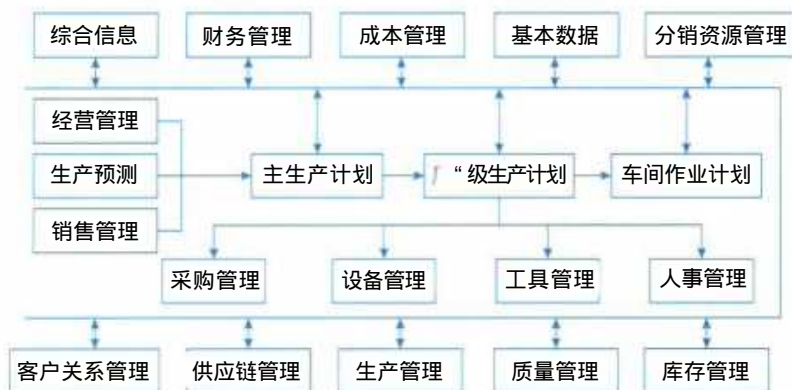 综合信息
财务管理
成本管理
基本数据
分销资源管理
经营管理
生产预测
销售管理
主生产计划
“级生产计划
车间作业计划
采购管理
设备管理
工具管理
人事管理
客户关系管理
供应链管理
生产管理
质量管理
库存管理